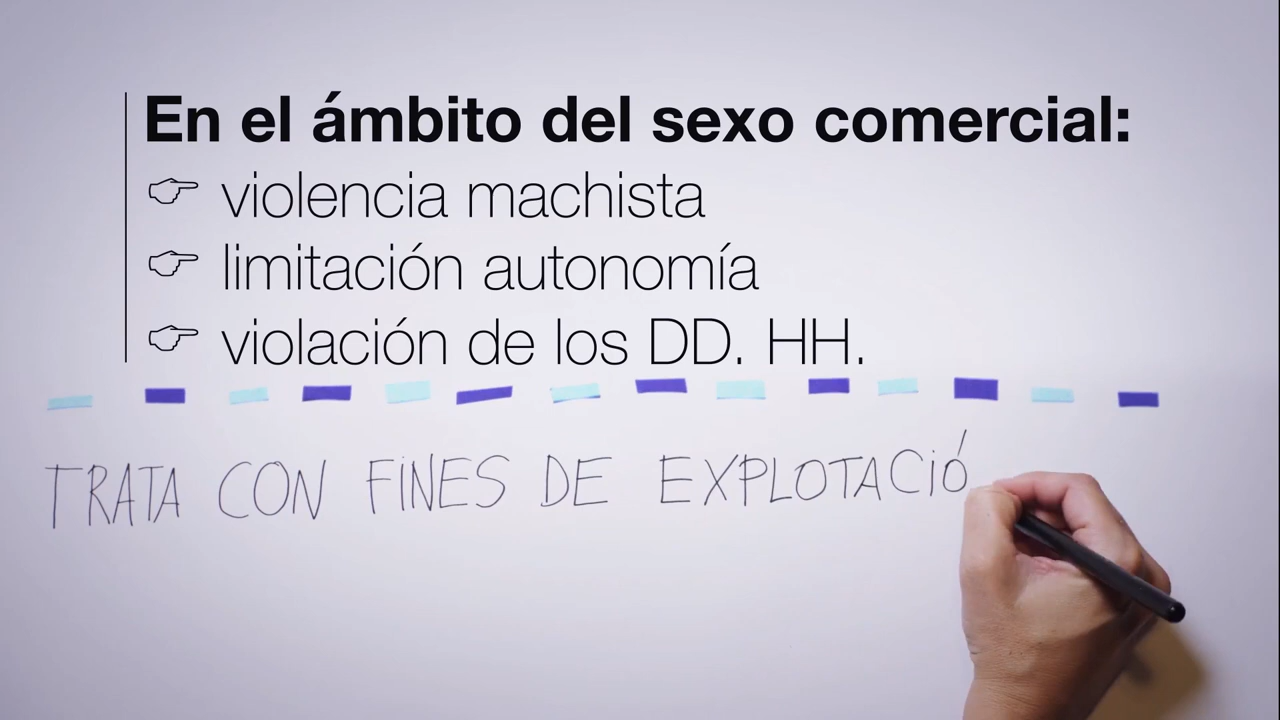 En el ámbito del sexo comercial:
☞ violencia machista
☞ limitación autonomía
☞ violación de los DD. HH.
TRATA CON FINES DE EXPLOTACIÓ